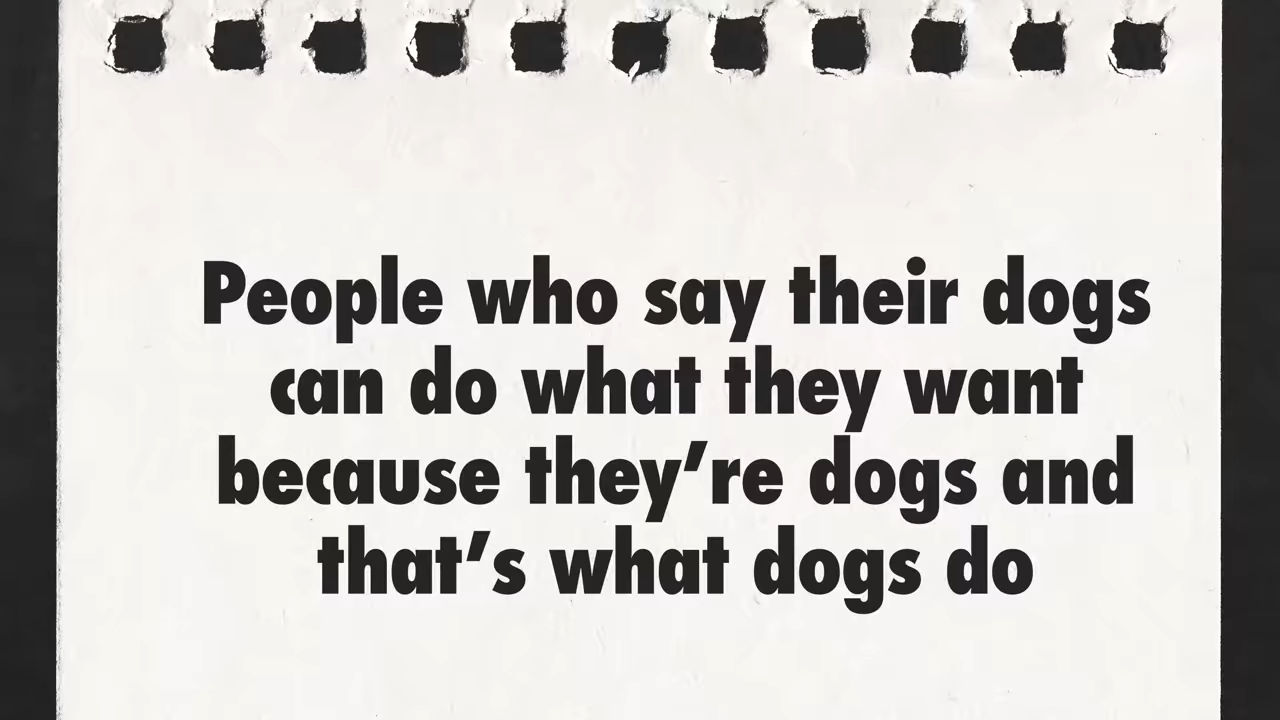 People who say their dogs
can do what they want
because they’re dogs and
that’s what dogs do